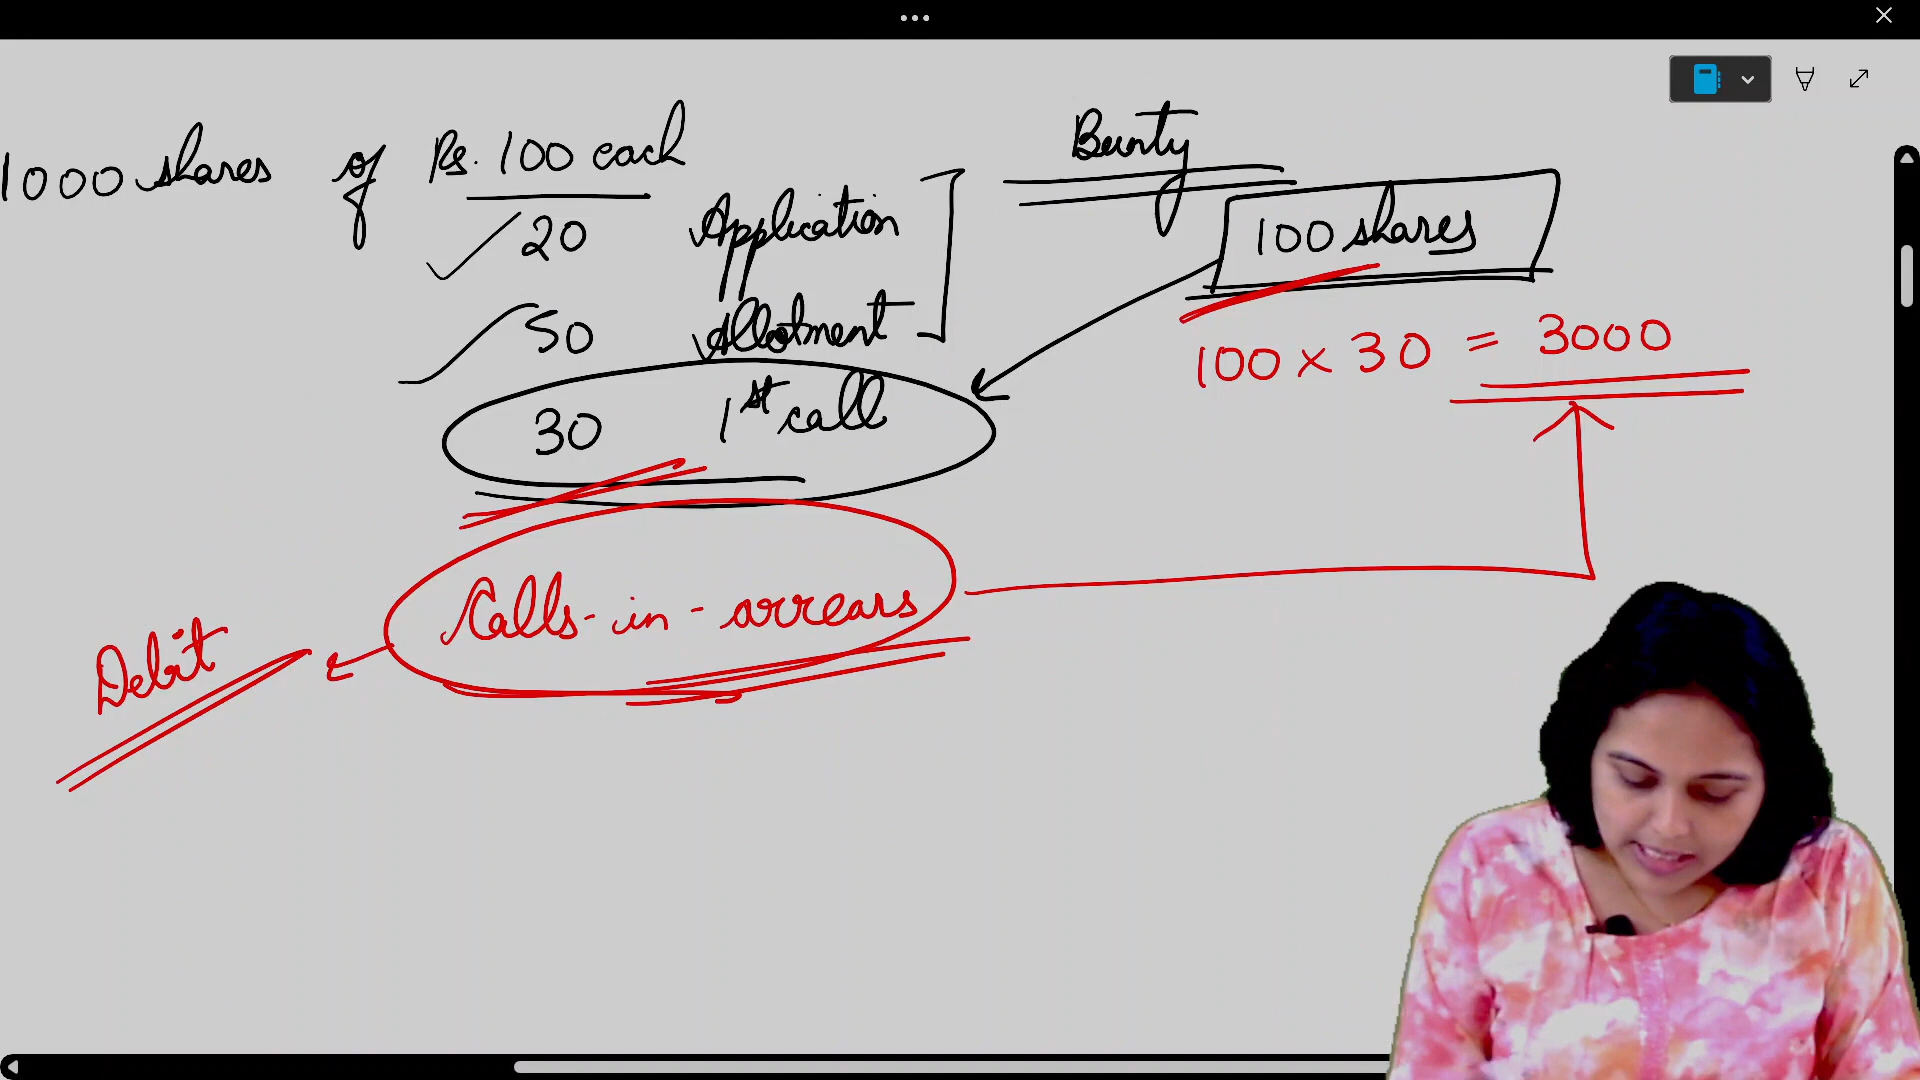 1000 shares of Rs. 100 each
Bunty
20 Application
100 shares
50 Allotment
100 x 30 = 3000
30 1st call
Calls-in-arrears
Debit